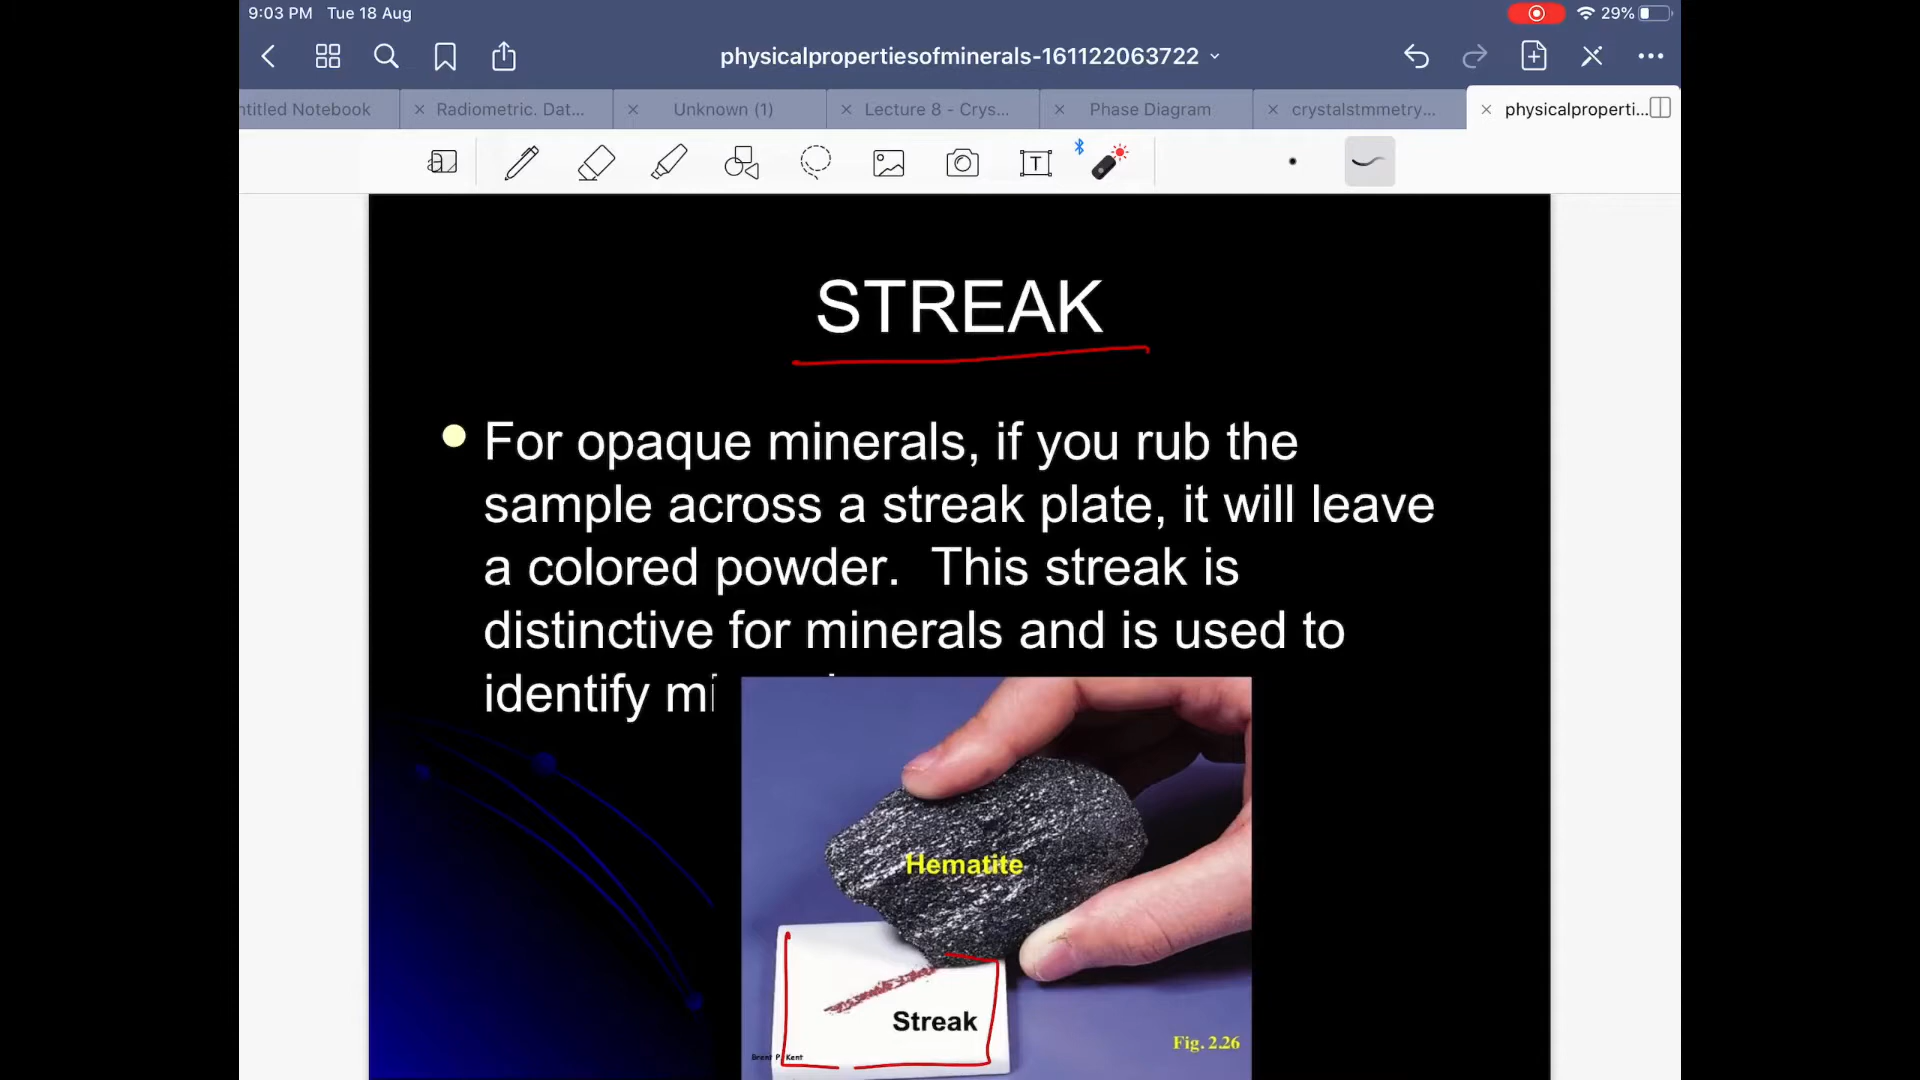 9:03 PM Tue 18 Aug
29%
physicalpropertiesofminerals-161122063722
ntitled Notebook
Radiometric. Dat...
Unknown (1)
Lecture 8 - Crys...
Phase Diagram
crystalstmmetry...
physicalproperti...
STREAK
For opaque minerals, if you rub the
sample across a streak plate, it will leave
a colored powder. This streak is
distinctive for minerals and is used to
identify
Hematite
Streak
Brent P. Kent
Fig. 2.26